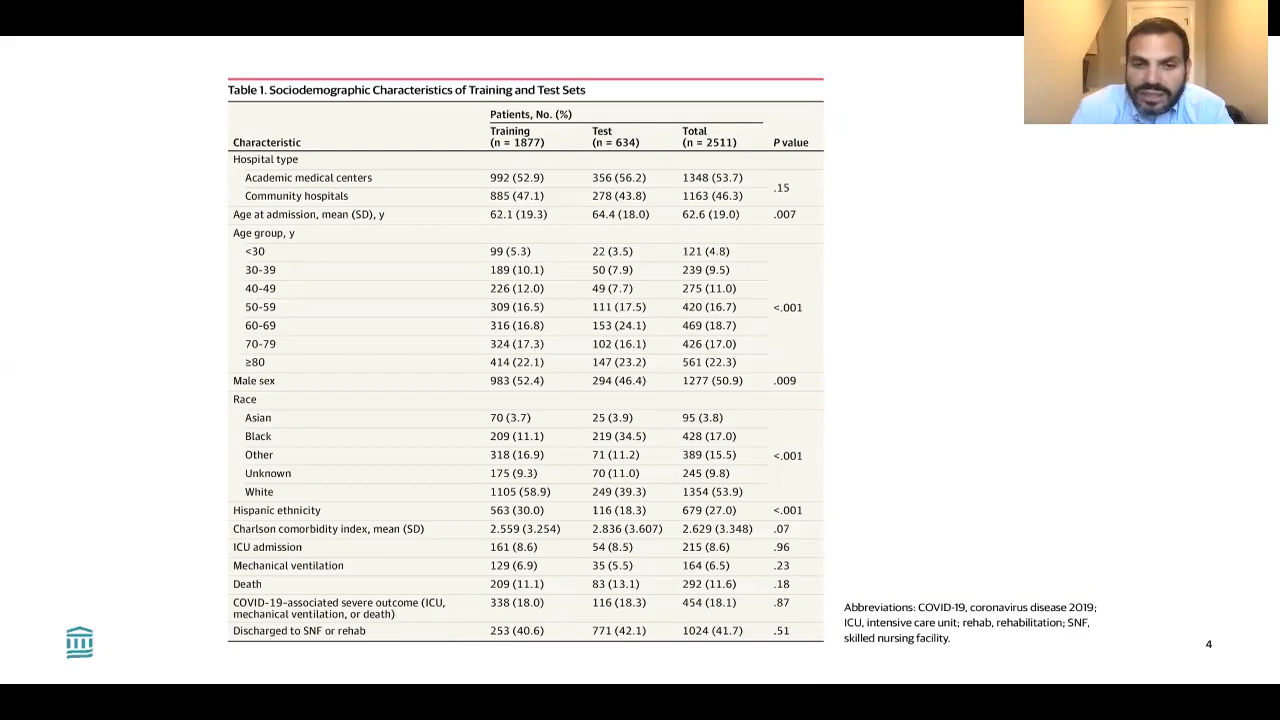 Table 1. Sociodemographic Characteristics of Training and Test Sets
Patients, No. (%)
Characteristic Training (n = 1877) Test (n = 634) Total (n = 2511) P value
Hospital type
Academic medical centers 992 (52.9) 356 (56.2) 1348 (53.7) .15
Community hospitals 885 (47.1) 278 (43.8) 1163 (46.3)
Age at admission, mean (SD), y 62.1 (19.3) 64.4 (18.0) 62.6 (19.0) .007
Age group, y
<30 99 (5.3) 22 (3.5) 121 (4.8)
30-39 189 (10.1) 50 (7.9) 239 (9.5)
40-49 226 (12.0) 49 (7.7) 275 (11.0)
50-59 309 (16.5) 111 (17.5) 420 (16.7) <.001
60-69 316 (16.8) 153 (24.1) 469 (18.7)
70-79 324 (17.3) 102 (16.1) 426 (17.0)
≥80 414 (22.1) 147 (23.2) 561 (22.3)
Male sex 983 (52.4) 294 (46.4) 1277 (50.9) .009
Race
Asian 70 (3.7) 25 (3.9) 95 (3.8)
Black 209 (11.1) 219 (34.5) 428 (17.0)
Other 318 (16.9) 71 (11.2) 389 (15.5) <.001
Unknown 175 (9.3) 70 (11.0) 245 (9.8)
White 1105 (58.9) 249 (39.3) 1354 (53.9)
Hispanic ethnicity 563 (30.0) 116 (18.3) 679 (27.0) <.001
Charlson comorbidity index, mean (SD) 2.559 (3.254) 2.836 (3.607) 2.629 (3.348) .07
ICU admission 161 (8.6) 54 (8.5) 215 (8.6) .96
Mechanical ventilation 129 (6.9) 35 (5.5) 164 (6.5) .23
Death 209 (11.1) 83 (13.1) 292 (11.6) .18
COVID-19-associated severe outcome (ICU, 338 (18.0) 116 (18.3) 454 (18.1) .87
mechanical ventilation, or death)
Discharged to SNF or rehab 253 (40.6) 771 (42.1) 1024 (41.7) .51
Abbreviations: COVID-19, coronavirus disease 2019;
ICU, intensive care unit; rehab, rehabilitation; SNF,
skilled nursing facility.
4